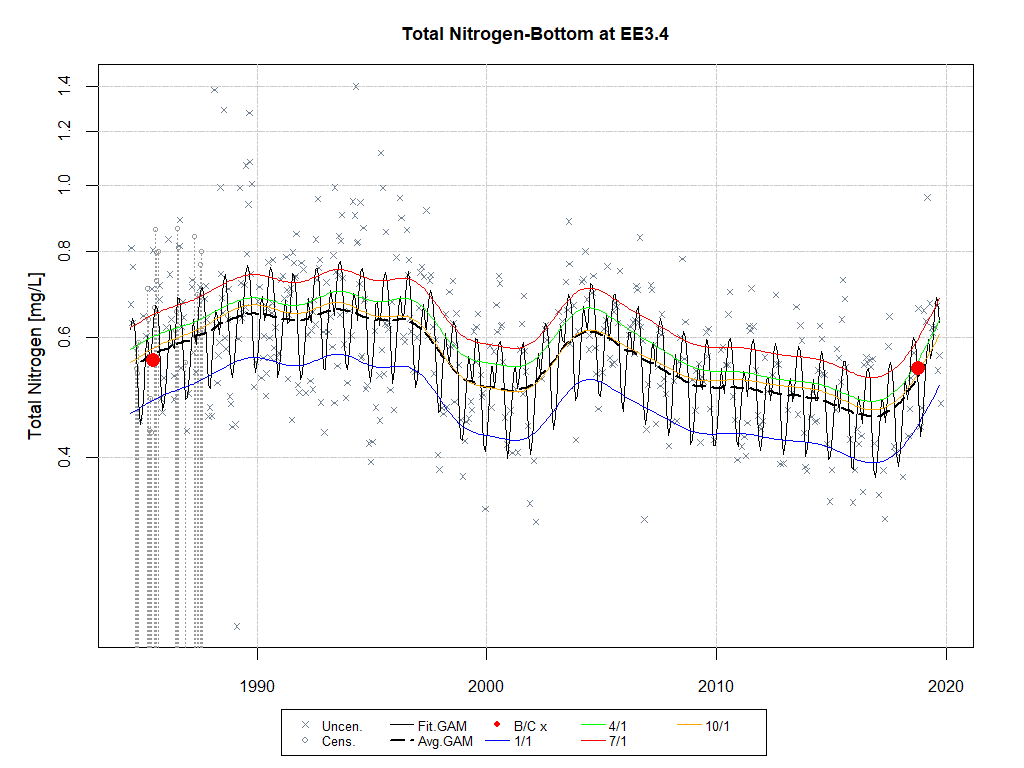 Total Nitrogen-Bottom at EE3.4
Total Nitrogen [mg/L]
1.4
1.2
1.0
0.8
0.6
0.4
1990 2000 2010 2020
Uncen. Fit.GAM B/C x 4/1 10/1
Cens. Avg.GAM 1/1 7/1